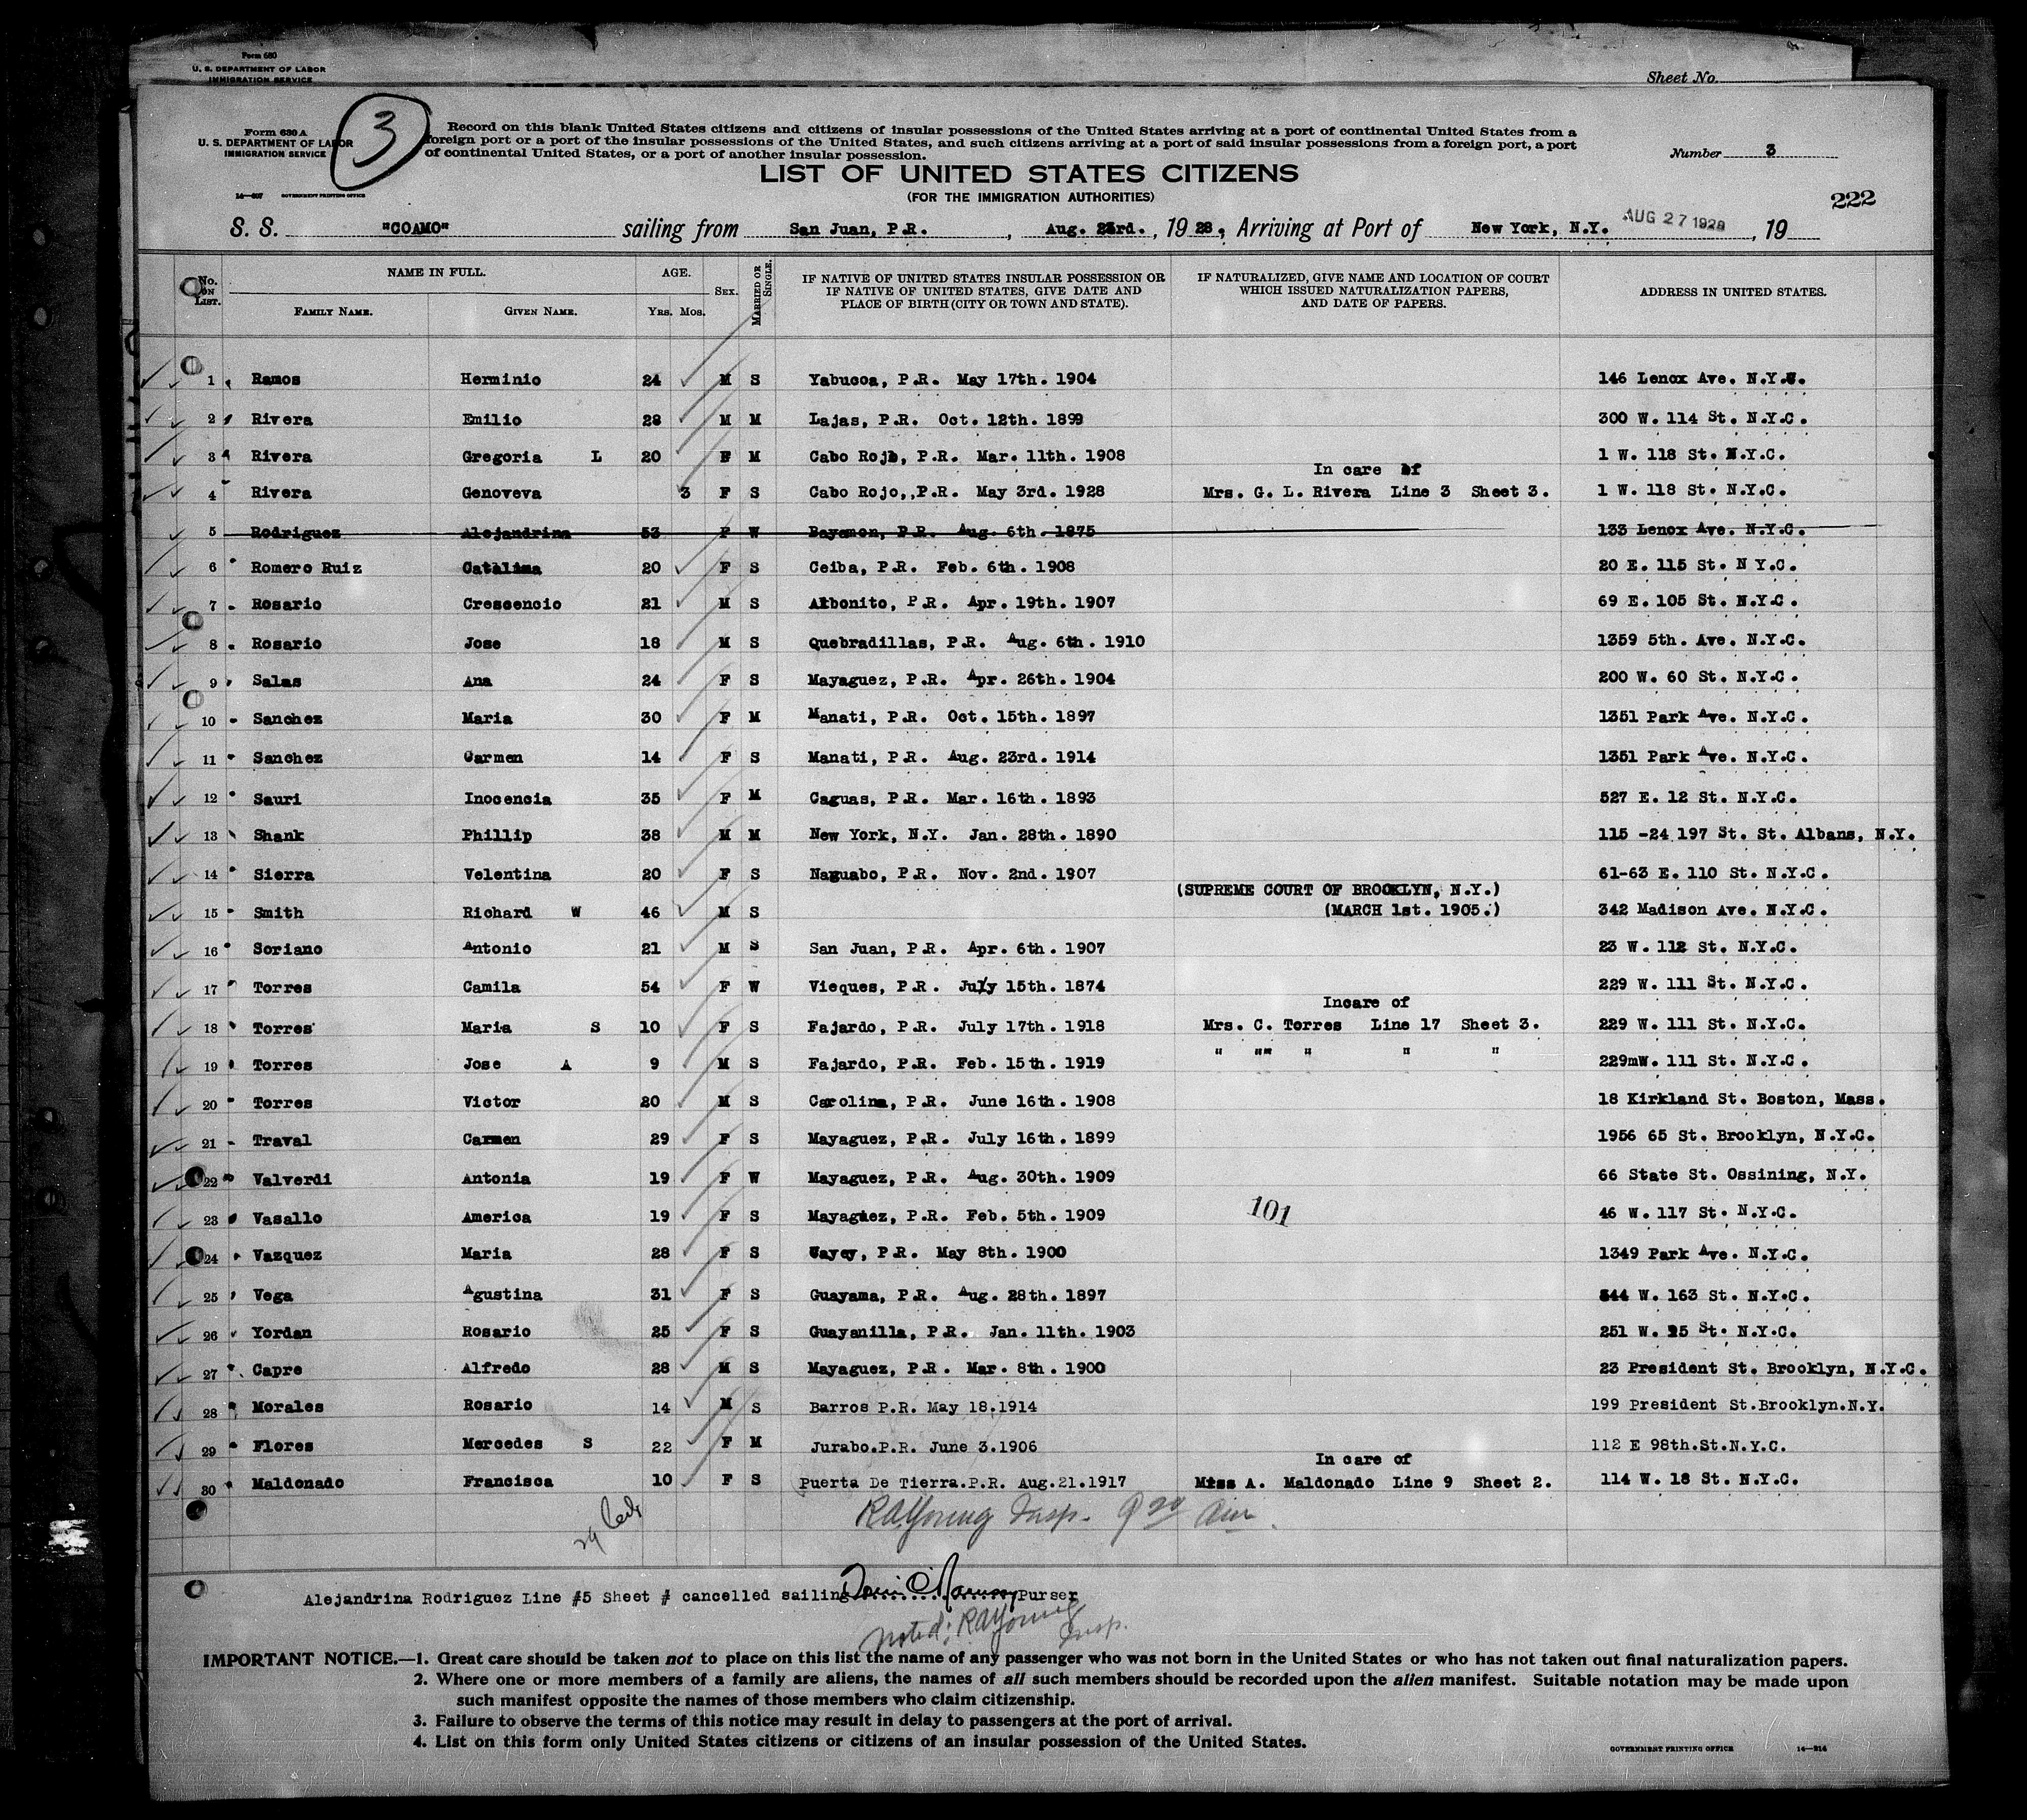 Form 680
U. S. DEPARTMENT OF LABOR
IMMIGRATION SERVICE
Sheet No.
3
Form 630 A
U. S. DEPARTMENT OF LABOR
IMMIGRATION SERVICE
14—507 GOVERNMENT PRINTING OFFICE
Record on this blank United States citizens and citizens of insular possessions of the United States arriving at a port of continental United States from a
foreign port or a port of the insular possessions of the United States, and such citizens arriving at a port of said insular possessions from a foreign port, a port
of continental United States, or a port of another insular possession.
Number 3
LIST OF UNITED STATES CITIZENS
(FOR THE IMMIGRATION AUTHORITIES)
222
S. S. "COAMO" sailing from San Juan, P.R. , Aug. 23rd. , 19 28, Arriving at Port of New York, N.Y. AUG 27 1928 , 19
No. ON LIST. NAME IN FULL. AGE. SEX. MARRIED OR SINGLE. IF NATIVE OF UNITED STATES INSULAR POSSESSION OR IF NATIVE OF UNITED STATES, GIVE DATE AND PLACE OF BIRTH (CITY OR TOWN AND STATE). IF NATURALIZED, GIVE NAME AND LOCATION OF COURT WHICH ISSUED NATURALIZATION PAPERS, AND DATE OF PAPERS. ADDRESS IN UNITED STATES.
FAMILY NAME. GIVEN NAME. YRS. MOS.
1 Ramos Herminio 24 M S Yabucoa, P.R. May 17th. 1904 146 Lenox Ave. N.Y.
2 Rivera Emilio 28 M M Lajas, P.R. Oct. 12th. 1899 300 W. 114 St. N.Y.C.
3 Rivera Gregoria L 20 F M Cabo Rojo, P.R. Mar. 11th. 1908 1 W. 118 St. N.Y.C.
In care of
4 Rivera Genoveva 3 F S Cabo Rojo,,P.R. May 3rd. 1928 Mrs. G. L. Rivera Line 3 Sheet 3. 1 W. 118 St. N.Y.C.
5 Rodriguez Alejandrina 53 F W Bayamon, P.R. Aug. 6th. 1875 133 Lenox Ave. N.Y.C.
6 Romero Ruiz Catalina 20 F S Ceiba, P.R. Feb. 6th. 1908 20 E. 115 St. N Y.C.
7 Rosario Crescencio 21 M S Aibonito, P.R. Apr. 19th. 1907 69 E. 105 St. N.Y.C.
8 Rosario Jose 18 M S Quebradillas, P.R. Aug. 6th. 1910 1359 5th. Ave. N.Y.C.
9 Salas Ana 24 F S Mayaguez, P.R. Apr. 26th. 1904 200 W. 60 St. N.Y.C.
10 Sanchez Maria 30 F M Manati, P.R. Oct. 15th. 1897 1351 Park Ave. N.Y.C.
11 Sanchez Carmen 14 F S Manati, P.R. Aug. 23rd. 1914 1351 Park Ave. N.Y.C.
12 Sauri Inocencia 35 F M Caguas, P.R. Mar. 16th. 1893 527 E. 12 St. N.Y.C.
13 Shank Phillip 38 M M New York, N.Y. Jan. 28th. 1890 115 -24 197 St. St. Albans, N.Y.
14 Sierra Velentina 20 F S Naguabo, P.R. Nov. 2nd. 1907 61-63 E. 110 St. N.Y.C.
(SUPREME COURT OF BROOKLYN, N.Y.)
15 Smith Richard W 46 M S (MARCH 1st. 1905.) 342 Madison Ave. N.Y.C.
16 Soriano Antonio 21 M S San Juan, P.R. Apr. 6th. 1907 23 W. 112 St. N.Y.C.
17 Torres Camila 54 F W Vieques, P.R. July 15th. 1874 229 W. 111 St. N.Y.C.
Incare of
18 Torres Maria S 10 F S Fajardo, P.R. July 17th. 1918 Mrs. C. Torres Line 17 Sheet 3. 229 W. 111 St. N.Y.C.
19 Torres Jose A 9 M S Fajardo, P.R. Feb. 15th. 1919 " "" " " " 229mW. 111 St. N.Y.C.
20 Torres Victor 20 M S Carolina, P.R. June 16th. 1908 18 Kirkland St. Boston, Mass.
21 Traval Carmen 29 F S Mayaguez, P.R. July 16th. 1899 1956 65 St. Brooklyn, N.Y.C.
22 Valverdi Antonia 19 F W Mayaguez, P.R. Aug. 30th. 1909 66 State St. Ossining, N.Y.
23 Vasallo America 19 F S Mayaguez, P.R. Feb. 5th. 1909 101 46 W. 117 St. N.Y.C.
24 Vazquez Maria 28 F S Cayey, P.R. May 8th. 1900 1349 Park Ave. N.Y.C.
25 Vega Agustina 31 F S Guayama, P.R. Aug. 28th. 1897 544 W. 163 St. N.Y.C.
26 Yordan Rosario 25 F S Guayanilla, P.R. Jan. 11th. 1903 251 W. 25 St. N.Y.C.
27 Capre Alfredo 28 M S Mayaguez, P.R. Mar. 8th. 1900 23 President St. Brooklyn, N.Y.C.
28 Morales Rosario 14 M S Barros P.R. May 18.1914 199 President St.Brooklyn.N.Y.
29 Flores Mercedes S 22 F M Jurabo.P.R. June 3.1906 112 E 98th.St.N.Y.C.
In care of
30 Maldonado Francisca 10 F S Puerta De Tierra.P.R. Aug.21.1917 Miss A. Maldonado Line 9 Sheet 2. 114 W. 18 St. N.Y.C.
RAYoung Insp. 9 20 am
29
Alejandrina Rodriguez Line #5 Sheet # cancelled sailing Purser
Noted: RAYoung
Insp.
IMPORTANT NOTICE.—1. Great care should be taken not to place on this list the name of any passenger who was not born in the United States or who has not taken out final naturalization papers.
2. Where one or more members of a family are aliens, the names of all such members should be recorded upon the alien manifest. Suitable notation may be made upon
such manifest opposite the names of those members who claim citizenship.
3. Failure to observe the terms of this notice may result in delay to passengers at the port of arrival.
4. List on this form only United States citizens or citizens of an insular possession of the United States.
GOVERNMENT PRINTING OFFICE 14—214